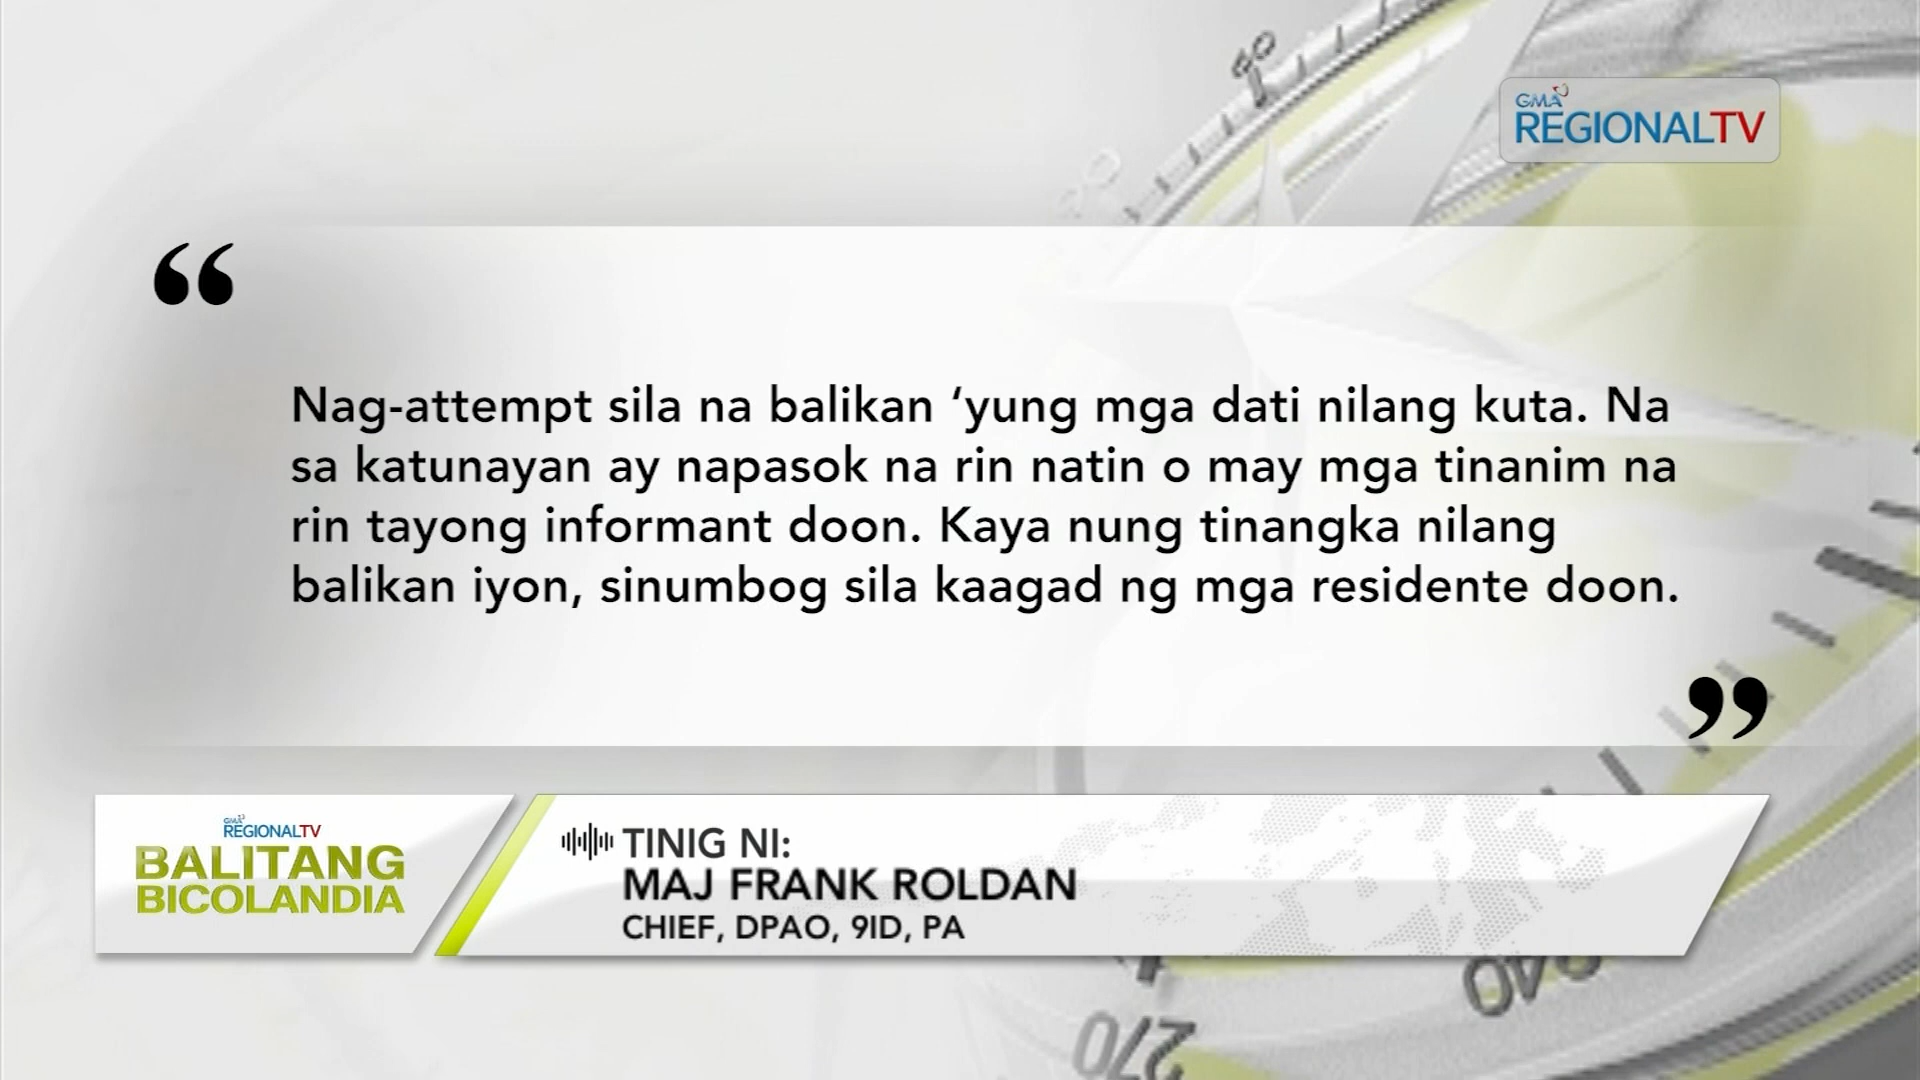 GMA
REGIONALTV
“
Nag-attempt sila na balikan ‘yung mga dati nilang kuta. Na
sa katunayan ay napasok na rin natin o may mga tinanim na
rin tayong informant doon. Kaya nung tinangka nilang
balikan iyon, sinumbog sila kaagad ng mga residente doon.
”
GMA
REGIONALTV
BALITANG
BICOLANDIA
TINIG NI:
MAJ FRANK ROLDAN
CHIEF, DPAO, 9ID, PA
270